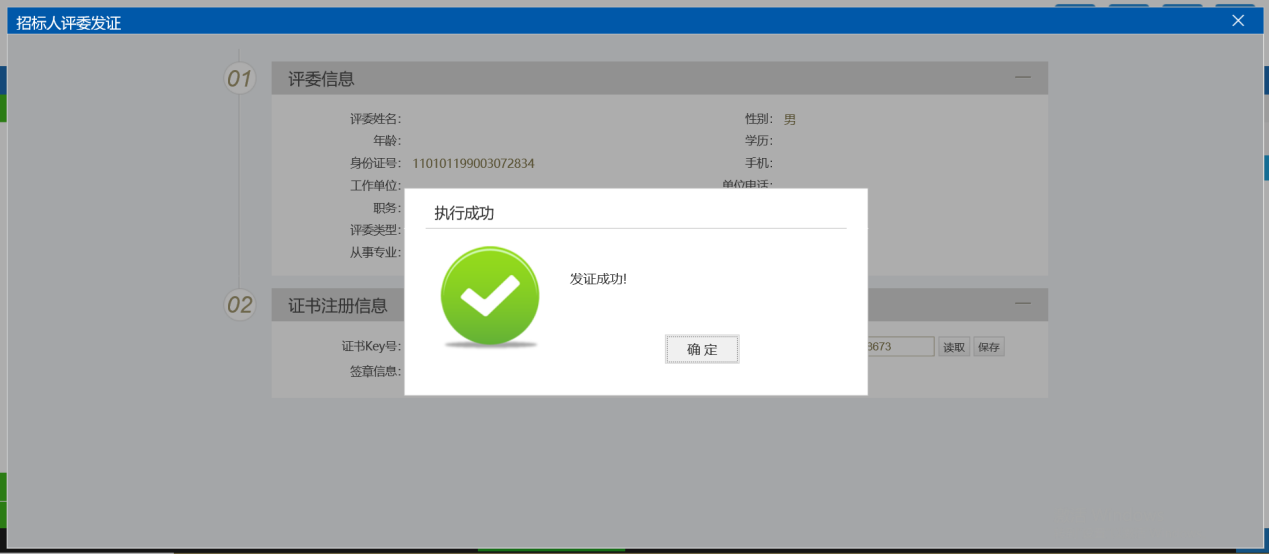 招标人评委发证
01 评委信息
评委姓名: 性别: 男
年龄: 学历:
身份证号: 110101199003072834 手机:
工作单位: 单位电话:
职务:
评委类型:
从事专业:
执行成功
发证成功!
确 定
02 证书注册信息
证书Key号: 3673 读取 保存
签章信息: